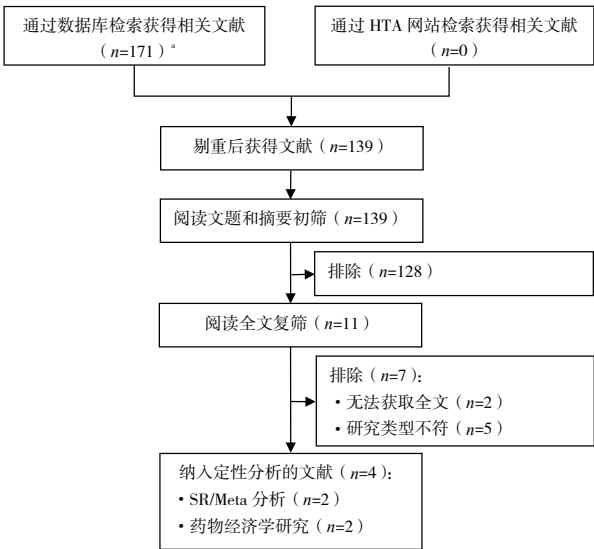 通过数据库检索获得相关文献
（n=171）a
通过 HTA 网站检索获得相关文献
（n=0）
剔重后获得文献（n=139）
阅读文题和摘要初筛（n=139）
排除（n=128）
阅读全文复筛（n=11）
排除（n=7）：
・无法获取全文（n=2）
・研究类型不符（n=5）
纳入定性分析的文献（n=4）：
・SR/Meta 分析（n=2）
・药物经济学研究（n=2）